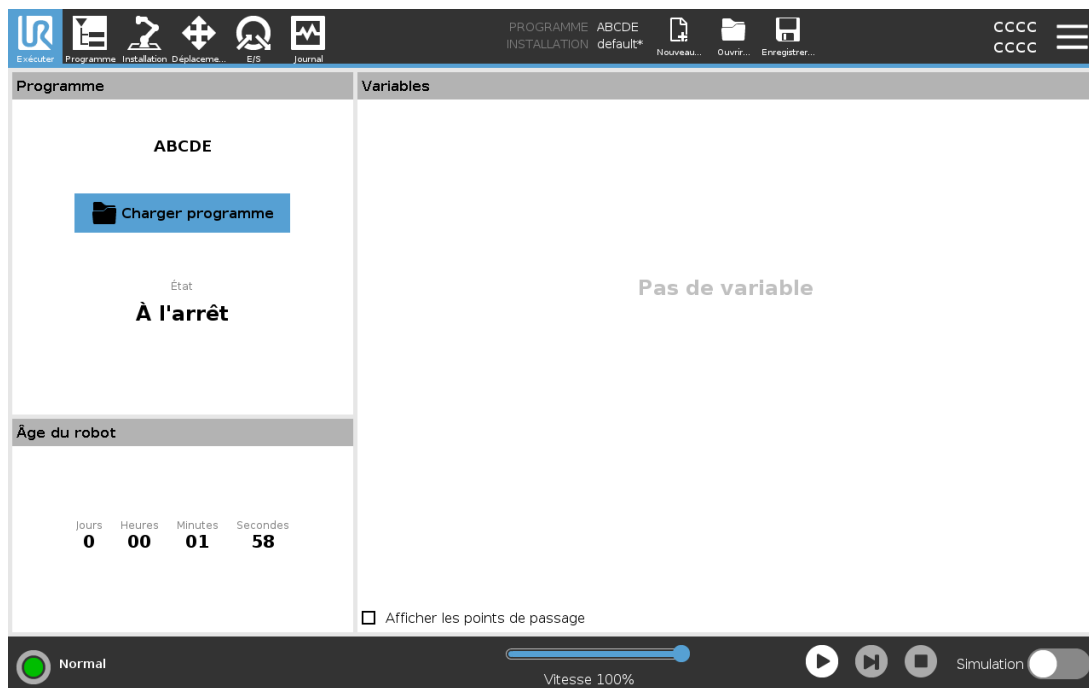 UR
Exécuter
Programme
Installation
Déplaceme...
E/S
Journal
PROGRAMME ABCDE
INSTALLATION default*
Nouveau...
Ouvrir...
Enregistrer...
CCCC
CCCC
Programme
ABCDE
Charger programme
État
À l'arrêt
Variables
Pas de variable
Âge du robot
Jours Heures Minutes Secondes
0 00 01 58
Afficher les points de passage
Normal
Vitesse 100%
Simulation